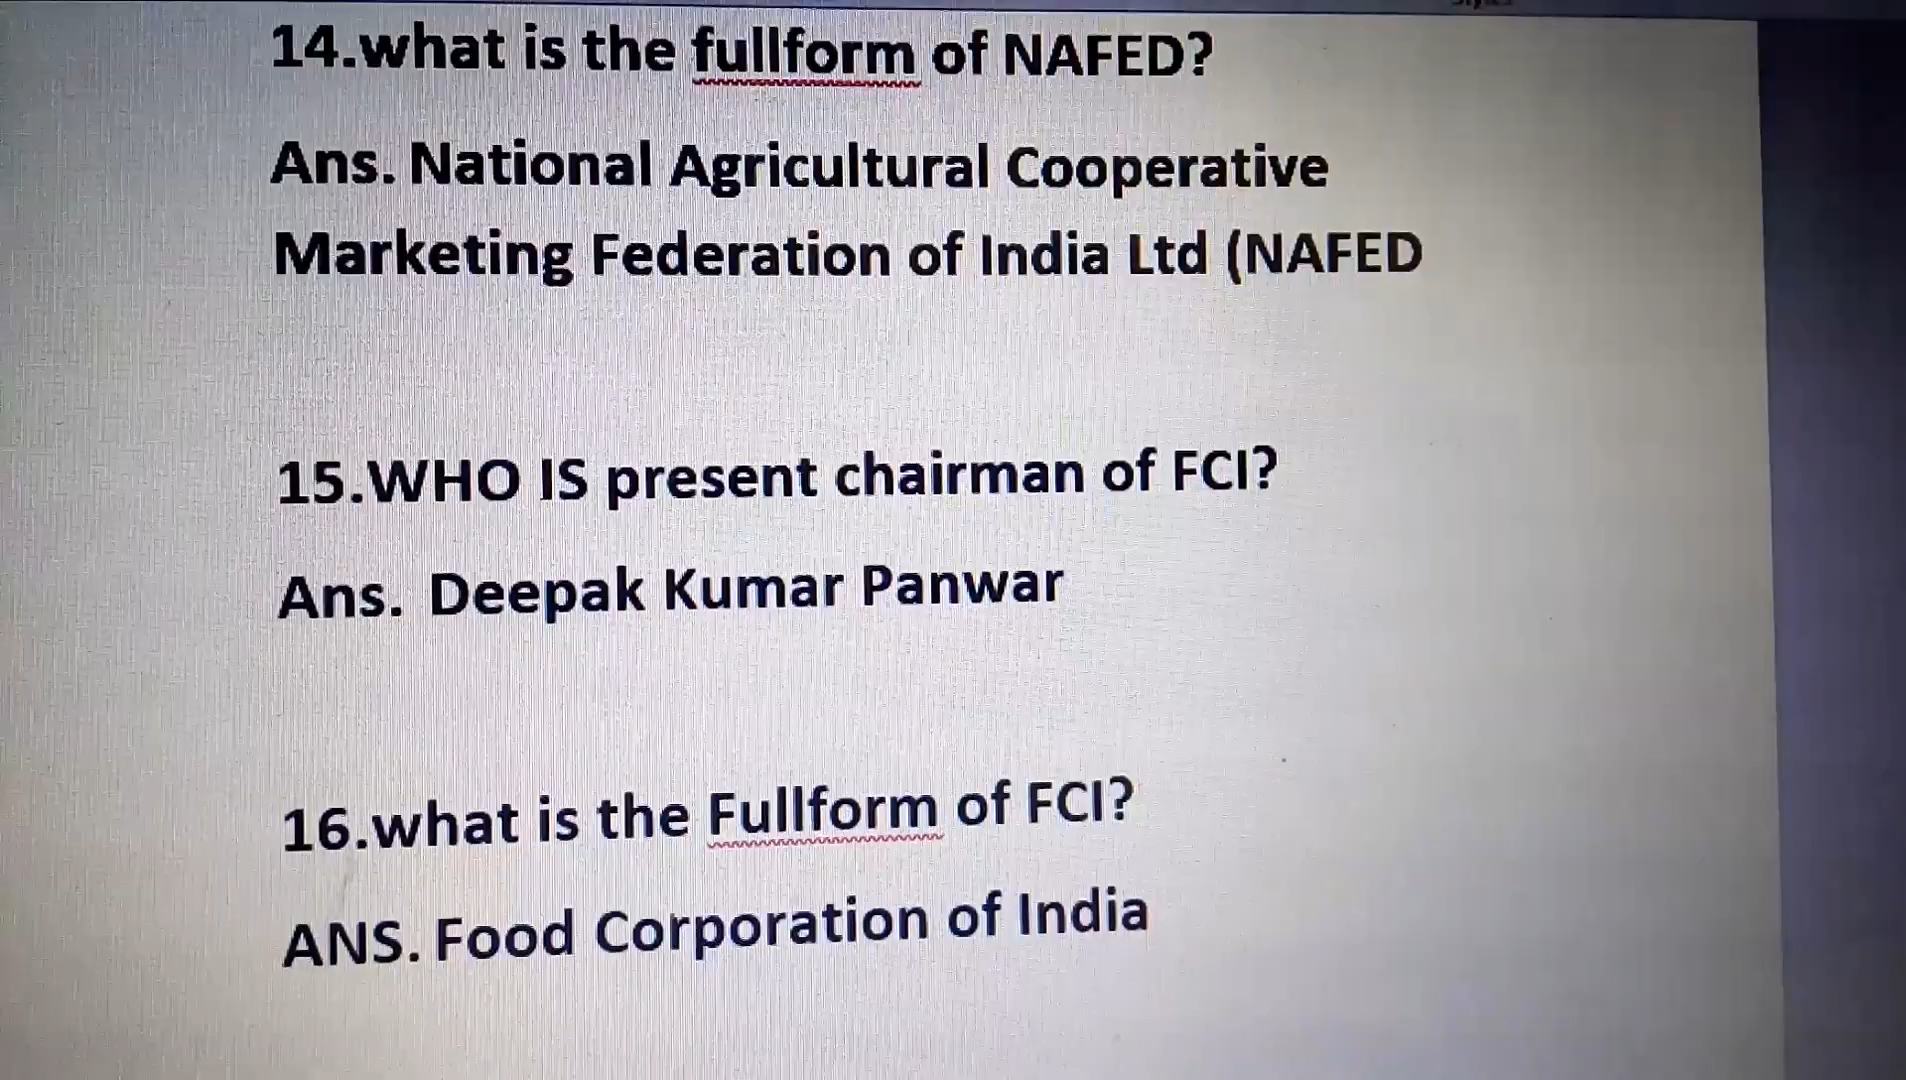 14.what is the fullform of NAFED?
Ans. National Agricultural Cooperative
Marketing Federation of India Ltd (NAFED
15.WHO IS present chairman of FCI?
Ans. Deepak Kumar Panwar
16.what is the Fullform of FCI?
ANS. Food Corporation of India